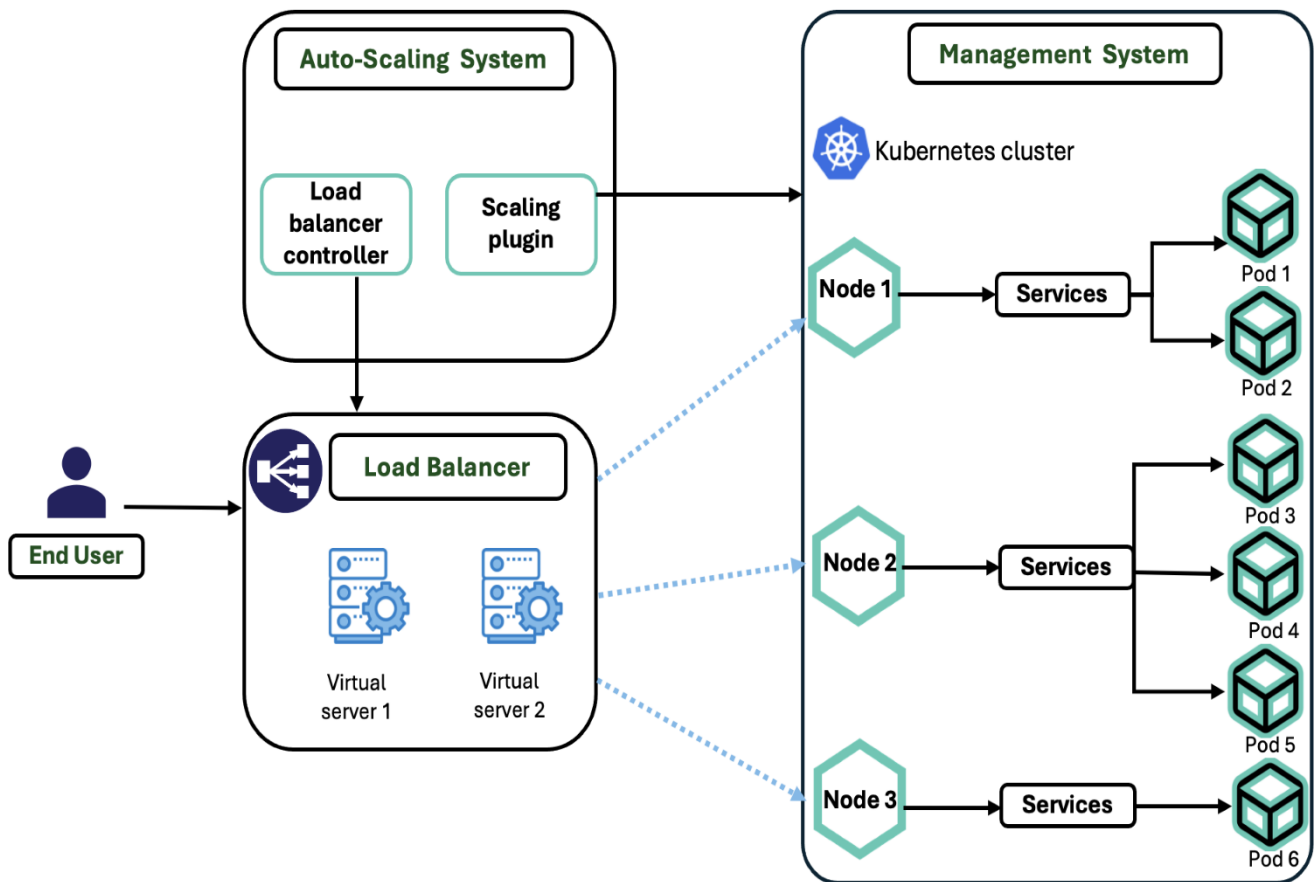 Auto-Scaling System
Load
balancer
controller
Scaling
plugin
End User
Load Balancer
Virtual
server 1
Virtual
server 2
Management System
Kubernetes cluster
Node 1
Services
Pod 1
Pod 2
Node 2
Services
Pod 3
Pod 4
Pod 5
Node 3
Services
Pod 6